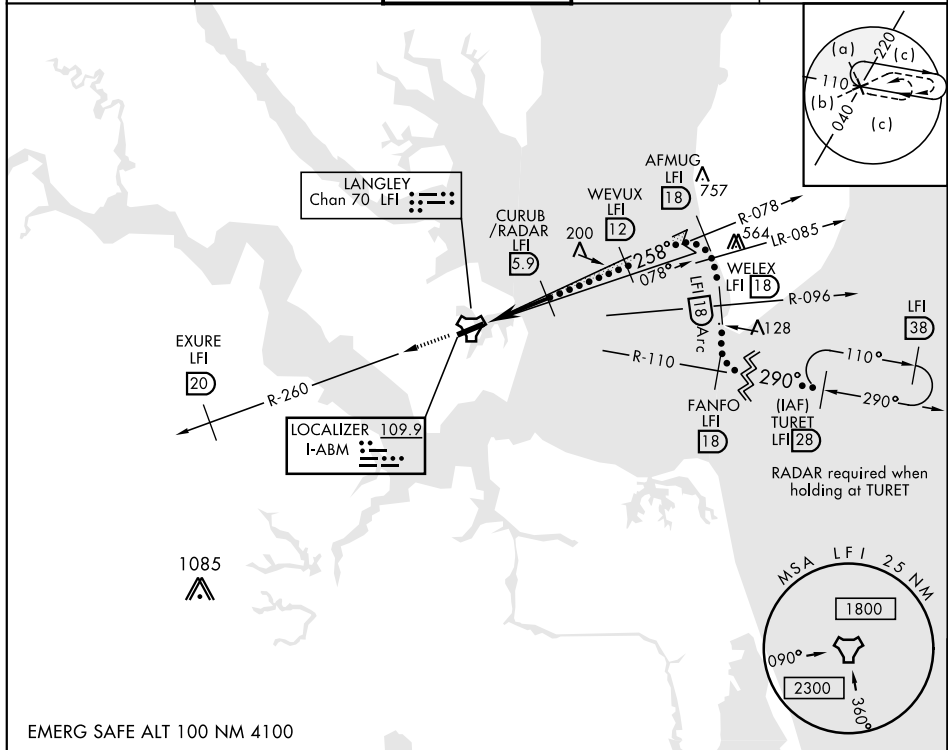 (a)
220
(c)
110
(b)
040
(c)
AFMUG
LFI
18
757
LANGLEY
Chan 70 LFI
WEVUX
LFI
12
R-078
CURUB
/RADAR
LFI
5.9
200
564
LR-085
258°
078°
WELEX
LFI 18
R-096
LFI
18
Arc
LFI
38
128
EXURE
LFI
20
R-110
110°
290°
290°
R-260
FANFO
LFI
18
(IAF)
TURET
LFI 28
LOCALIZER 109.9
I-ABM
RADAR required when
holding at TURET
1085
MSA LFI 25 NM
1800
090°
2300
360°
EMERG SAFE ALT 100 NM 4100